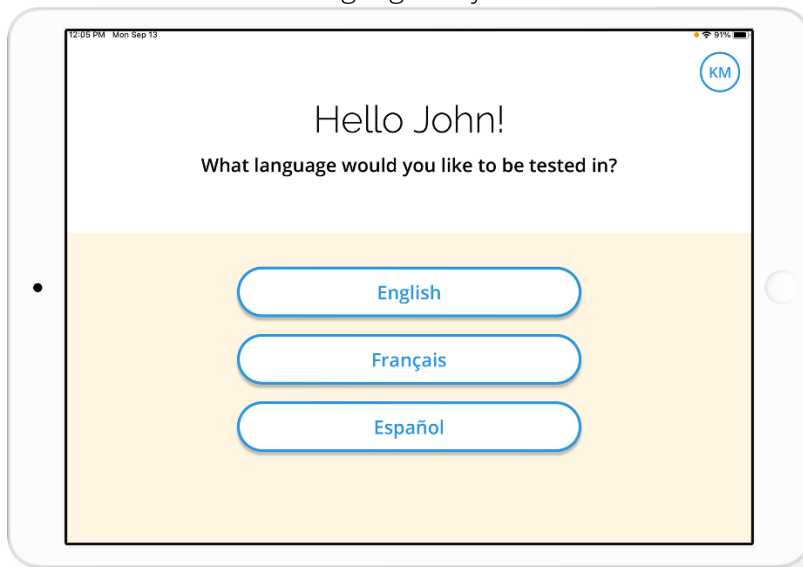 12:05 PM Mon Sep 13
91%
KM
Hello John!
What language would you like to be tested in?
English
Français
Español